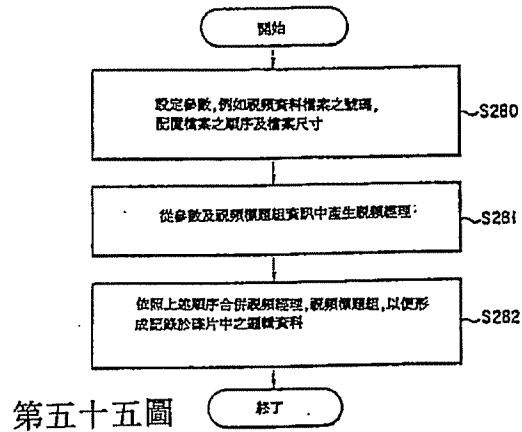 開始
設定參數,例如視頻資料檔案之號碼,
配置檔案之順序及檔案尺寸
S280
從參數及視頻標題組資訊中產生視頻經理
S281
依照上述順序合併視頻經理,視頻標題組,以便形
成記錄於碟片中之邏輯資料
S282
終了
第五十五圖